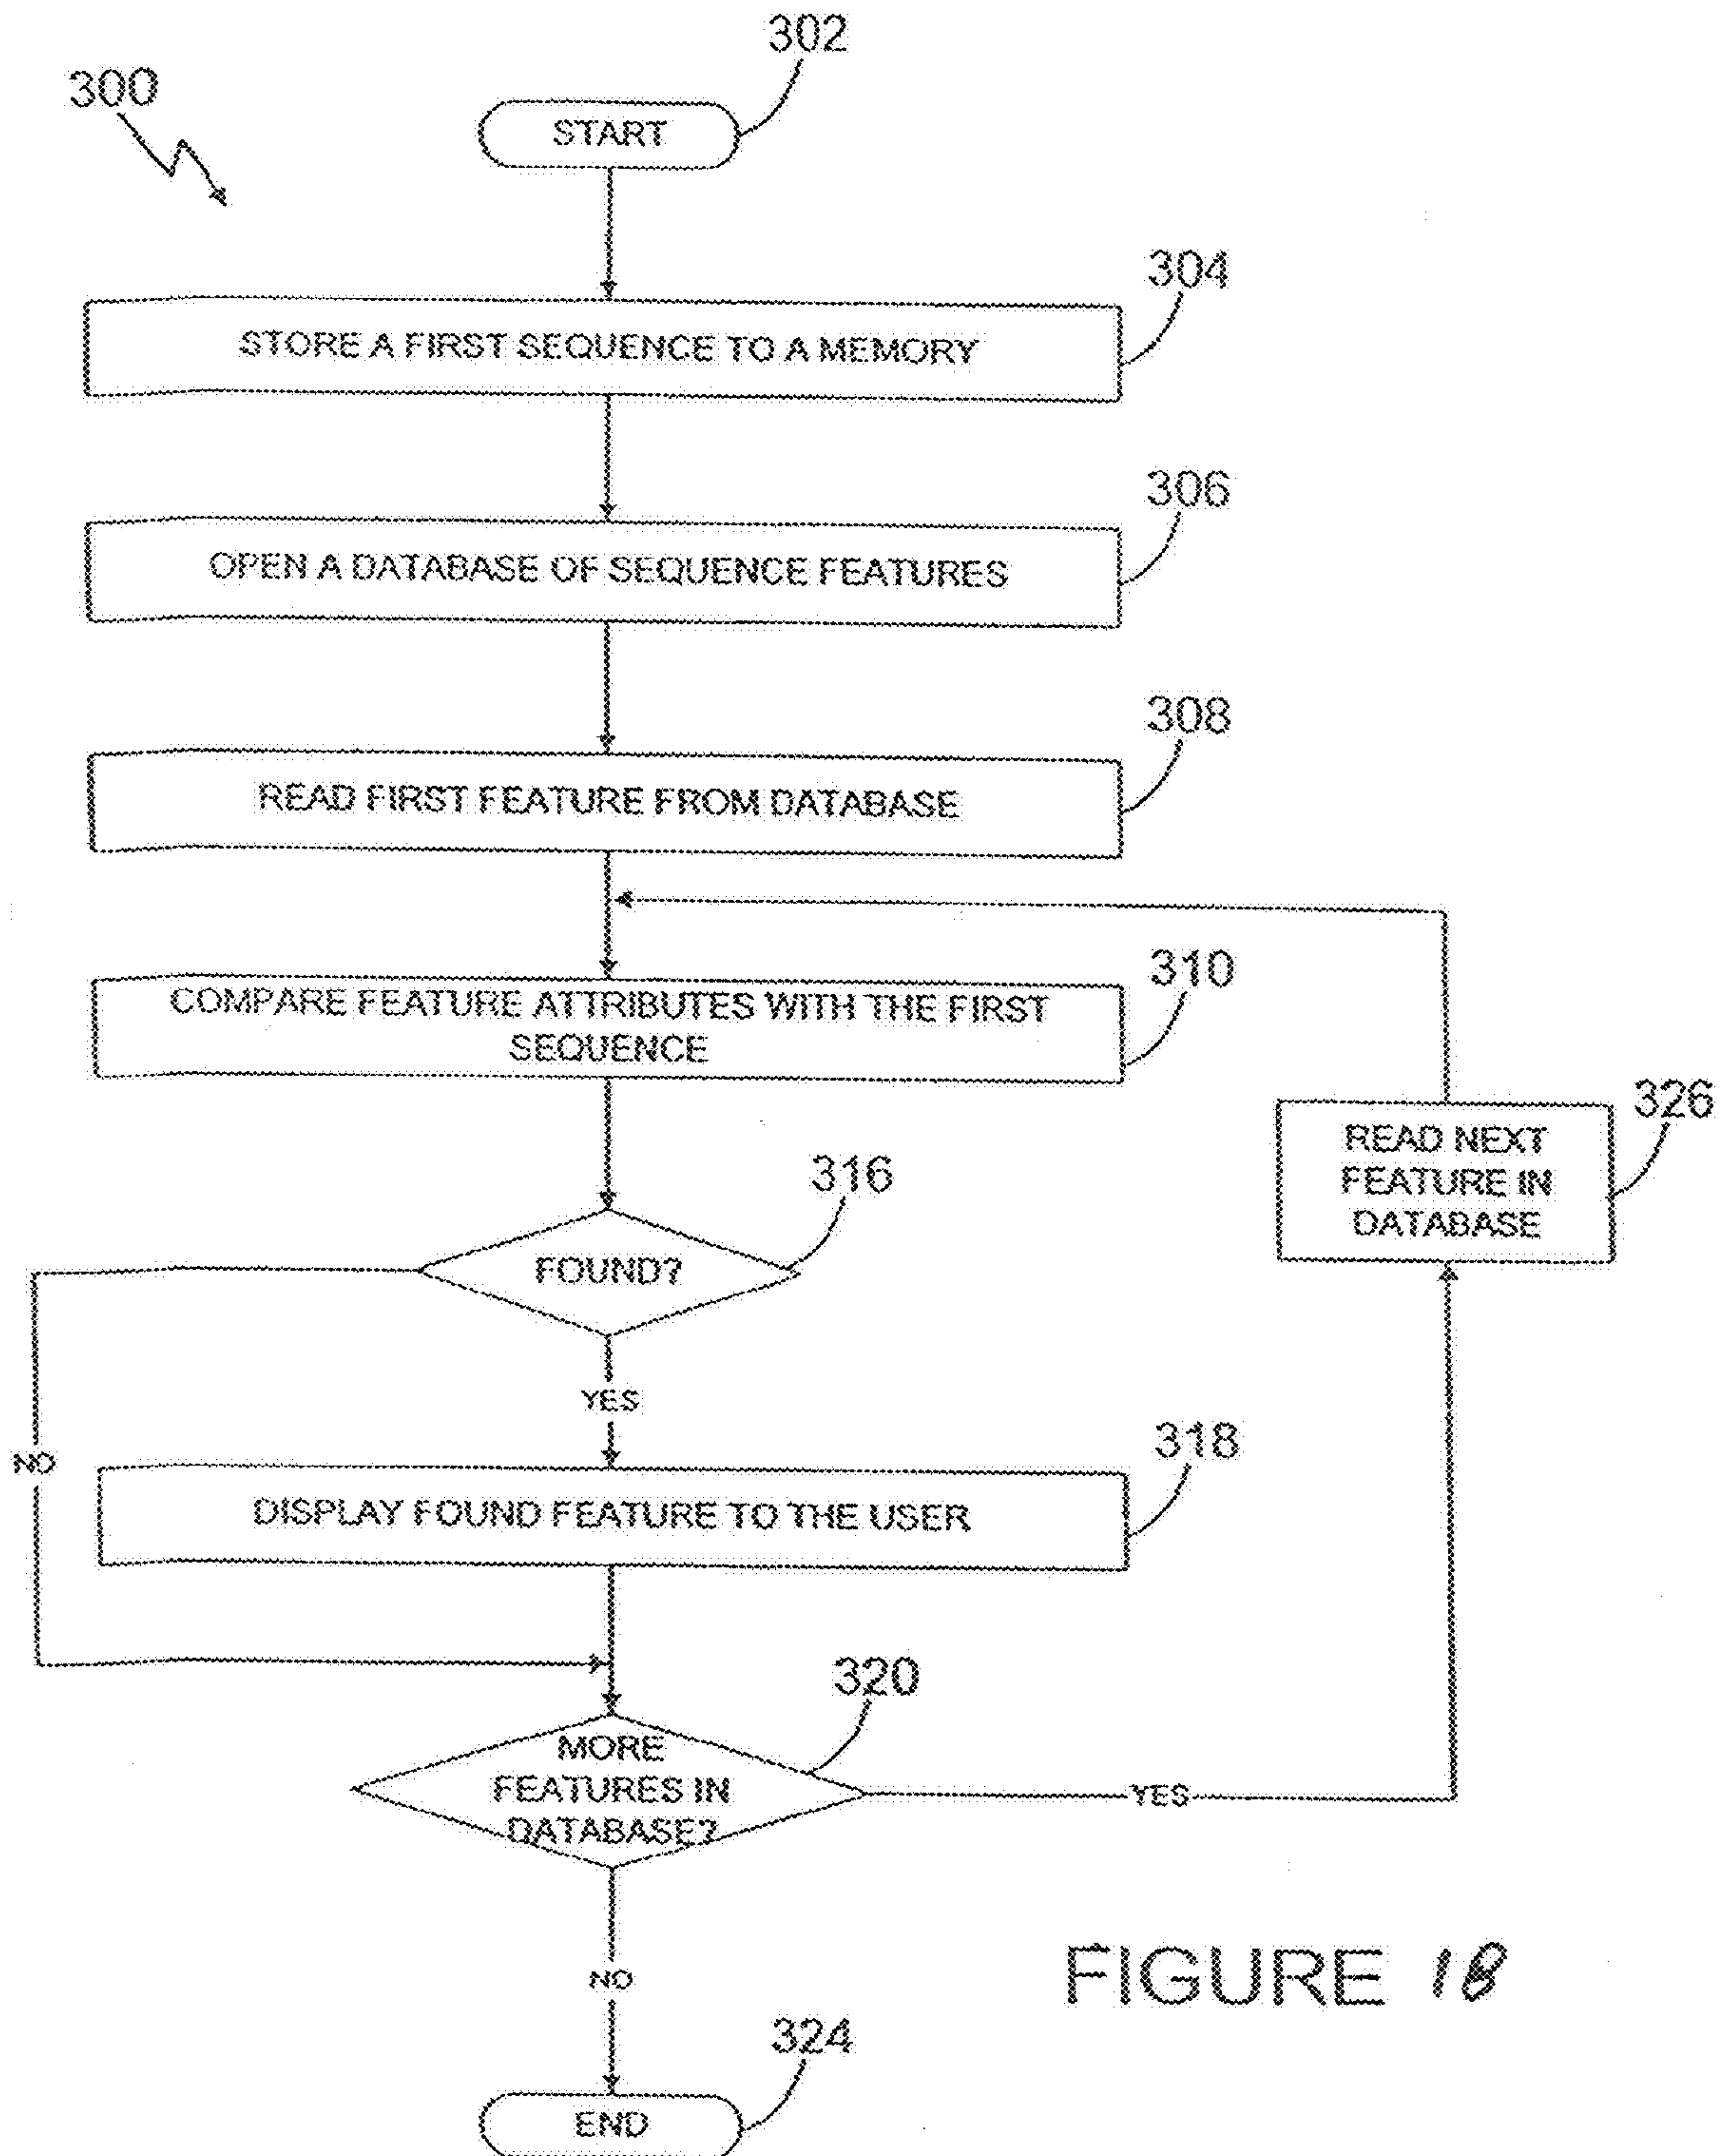 302
300
START
304
STORE A FIRST SEQUENCE TO A MEMORY
306
OPEN A DATABASE OF SEQUENCE FEATURES
308
READ FIRST FEATURE FROM DATABASE
310
COMPARE FEATURE ATTRIBUTES WITH THE FIRST
SEQUENCE
326
READ NEXT
FEATURE IN
DATABASE
316
FOUND?
YES
NO
318
DISPLAY FOUND FEATURE TO THE USER
320
MORE
FEATURES IN
DATABASE?
YES
NO
FIGURE 18
324
END